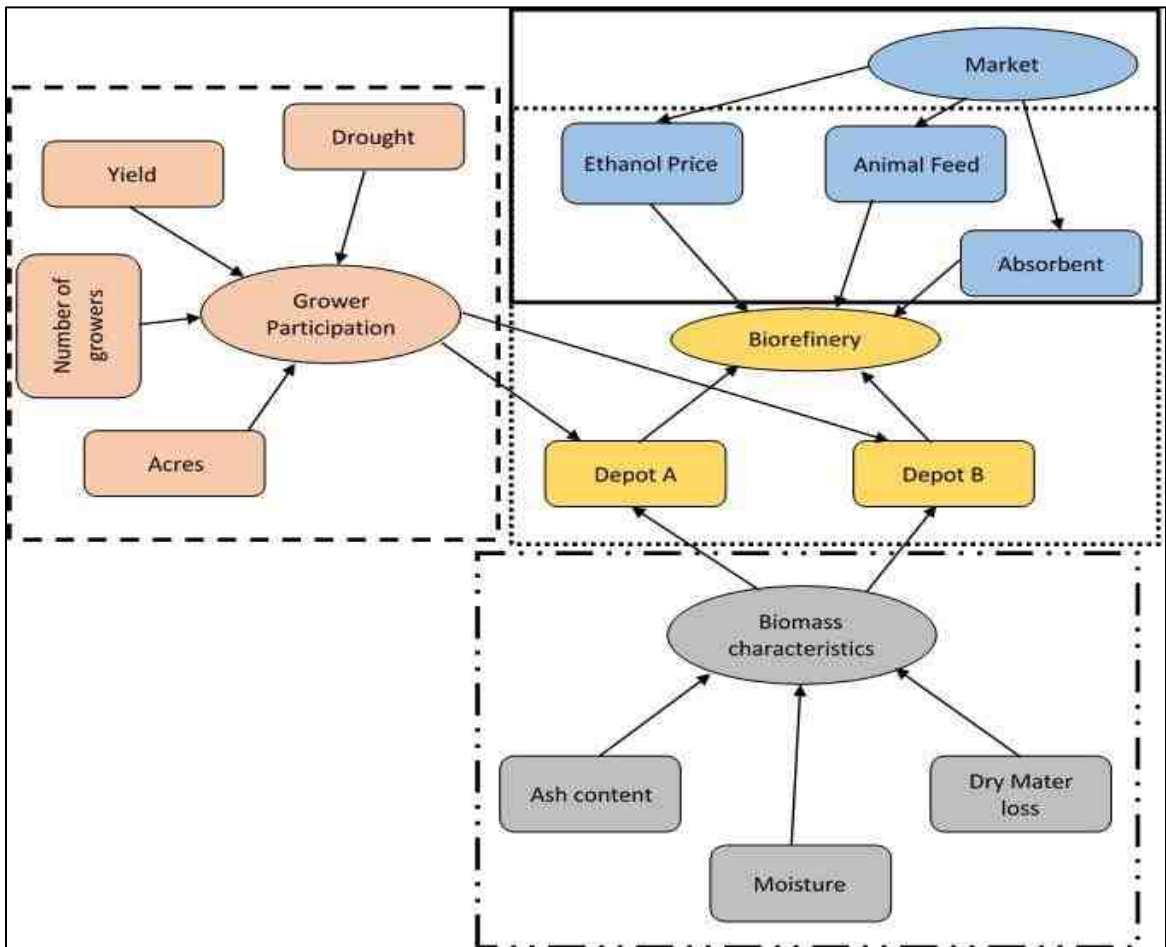 Market
Ethanol Price
Animal Feed
Absorbent
Drought
Yield
Number of
growers
Grower
Participation
Acres
Biorefinery
Depot A
Depot B
Biomass
characteristics
Ash content
Moisture
Dry Mater
loss